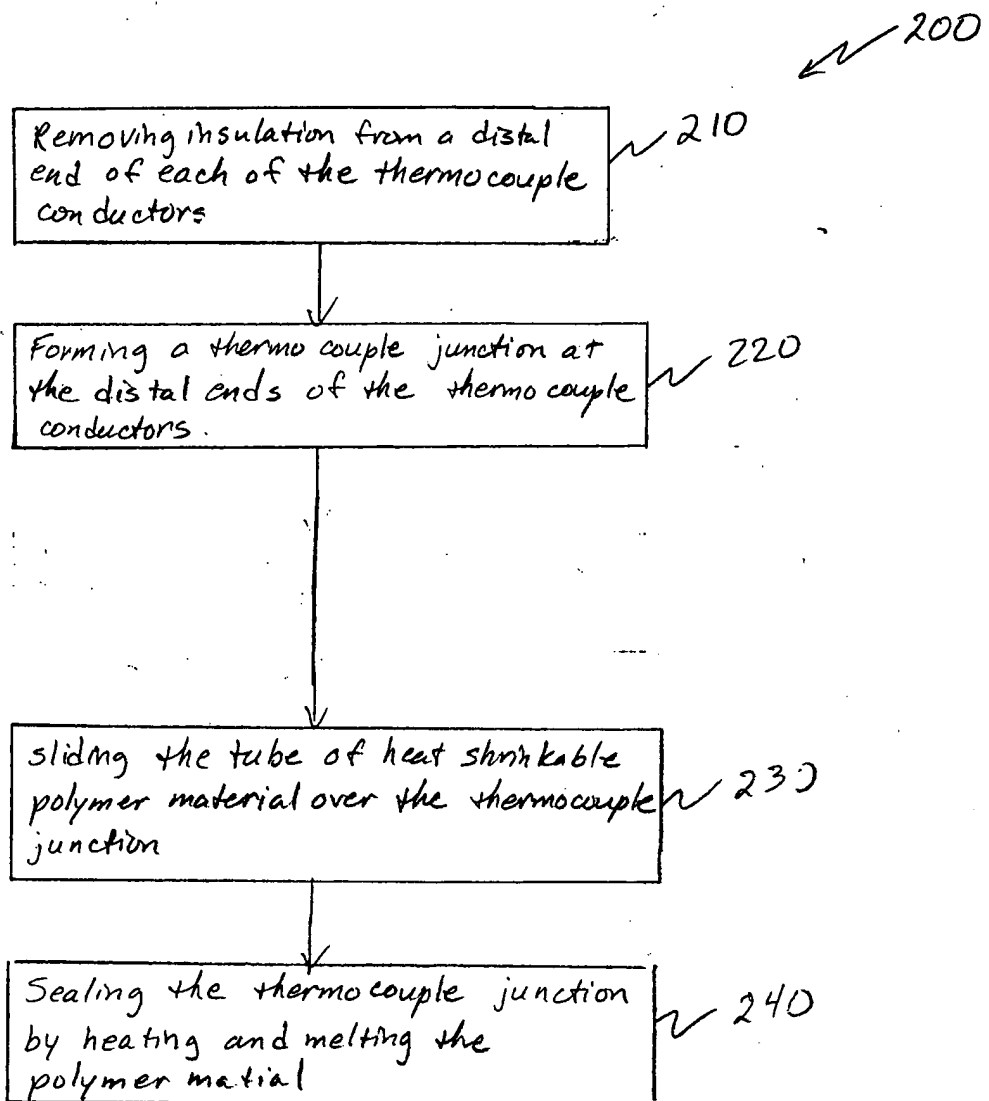 200
Removing insulation from a distal
end of each of the thermocouple
conductors
210
Forming a thermo couple junction at
the distal ends of the thermo couple
conductors.
220
sliding the tube of heat shrinkable
polymer material over the thermocouple
junction
230
Sealing the thermo couple junction
by heating and melting the
polymer matial
240